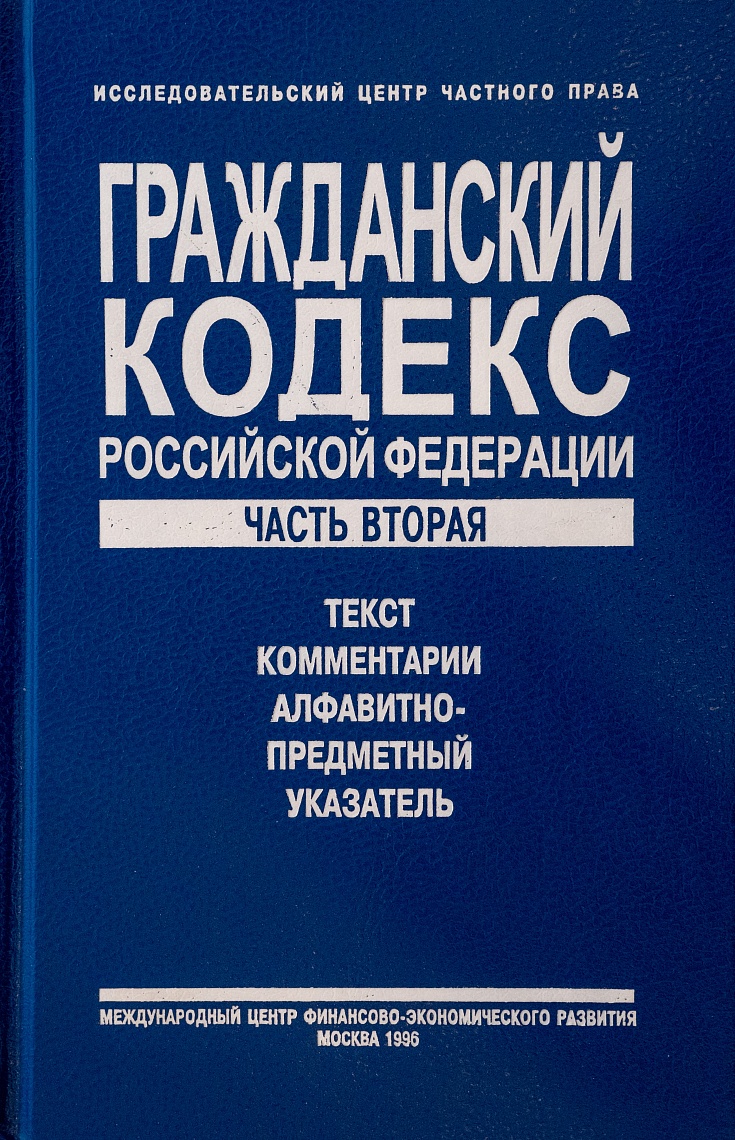 ИССЛЕДОВАТЕЛЬСКИЙ ЦЕНТР ЧАСТНОГО ПРАВА
ГРАЖДАНСКИЙ
КОДЕКС
РОССИЙСКОЙ ФЕДЕРАЦИИ
ЧАСТЬ ВТОРАЯ
ТЕКСТ
КОММЕНТАРИИ
АЛФАВИТНО-
ПРЕДМЕТНЫЙ
УКАЗАТЕЛЬ
МЕЖДУНАРОДНЫЙ ЦЕНТР ФИНАНСОВО-ЭКОНОМИЧЕСКОГО РАЗВИТИЯ
МОСКВА 1996